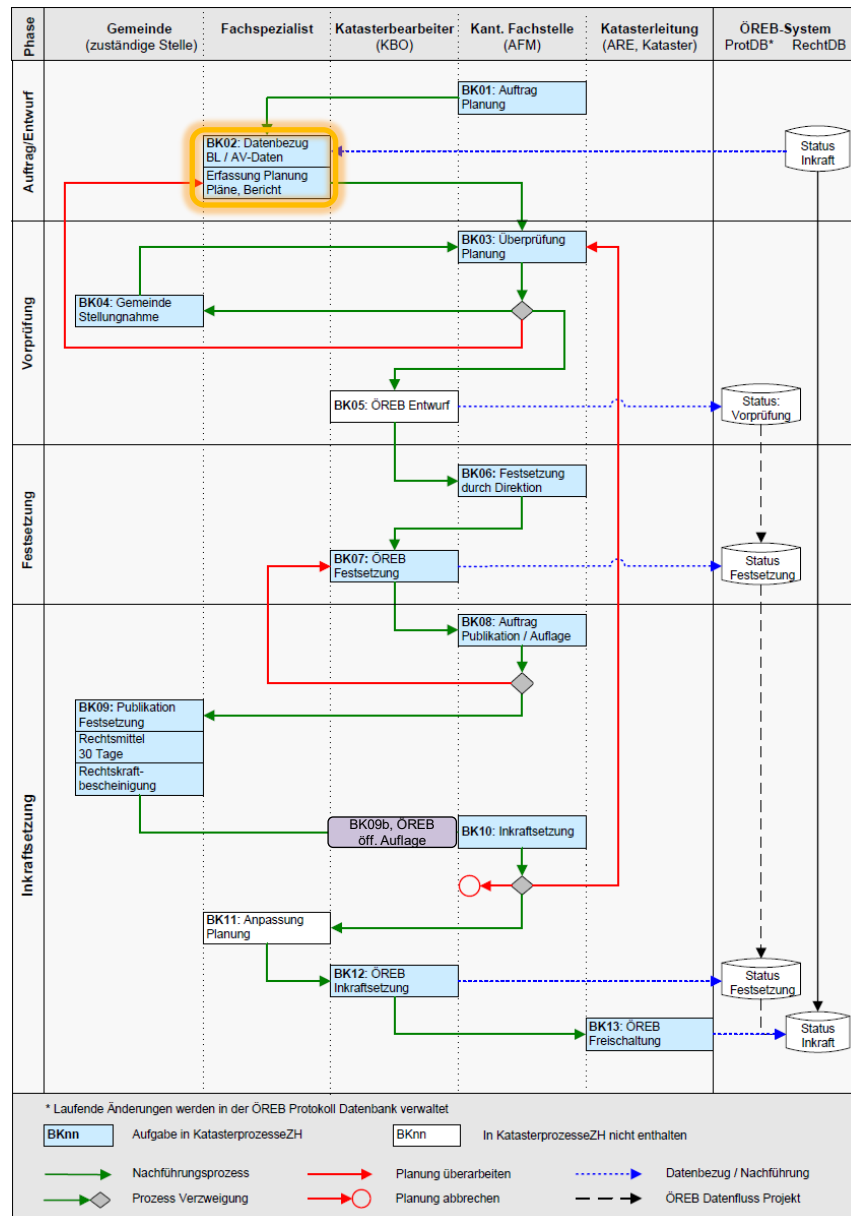 Phase
Gemeinde
(zuständige Stelle)
Fachspezialist
Katasterbearbeiter
(KBO)
Kant. Fachstelle
(AFM)
Katasterleitung
(ARE, Kataster)
ÖREB-System
ProtDB* RechtDB
Auftrag/Entwurf
BK01: Auftrag
Planung
BK02: Datenbezug
BL / AV-Daten
Erfassung Planung
Pläne, Bericht
Status
Inkraft
Vorprüfung
BK03: Überprüfung
Planung
BK04: Gemeinde
Stellungnahme
BK05: ÖREB Entwurf
Status:
Vorprüfung
Festsetzung
BK06: Festsetzung
durch Direktion
BK07: ÖREB
Festsetzung
Status
Festsetzung
Inkraftsetzung
BK08: Auftrag
Publikation / Auflage
BK09: Publikation
Festsetzung
Rechtsmittel
30 Tage
Rechtskraft-
bescheinigung
BK09b, ÖREB
öff. Auflage
BK10: Inkraftsetzung
BK11: Anpassung
Planung
BK12: ÖREB
Inkraftsetzung
Status
Festsetzung
BK13: ÖREB
Freischaltung
Status
Inkraft
* Laufende Änderungen werden in der ÖREB Protokoll Datenbank verwaltet
BKnn Aufgabe in KatasterprozesseZH
BKnn In KatasterprozesseZH nicht enthalten
Nachführungsprozess
Planung überarbeiten
Datenbezug / Nachführung
Prozess Verzweigung
Planung abbrechen
ÖREB Datenfluss Projekt